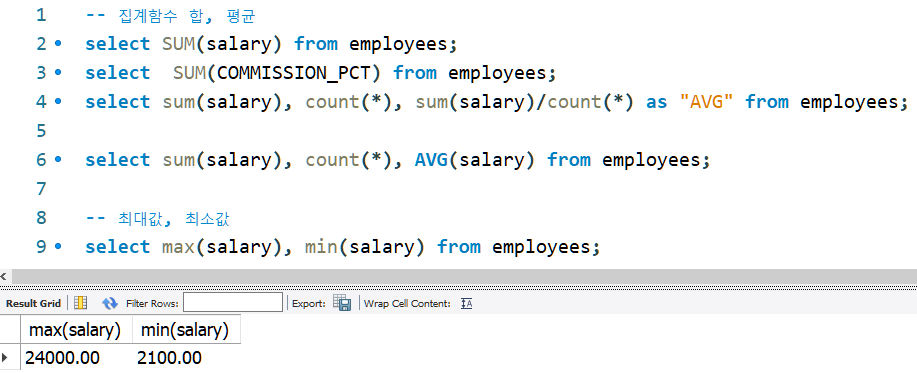 1 -- 집계함수 합, 평균
2 select SUM(salary) from employees;
3 select  SUM(COMMISSION_PCT) from employees;
4 select sum(salary), count(*), sum(salary)/count(*) as "AVG" from employees;
5
6 select sum(salary), count(*), AVG(salary) from employees;
7
8 -- 최대값, 최소값
9 select max(salary), min(salary) from employees;
Result Grid Filter Rows: Export: Wrap Cell Content: IA
max(salary) min(salary)
24000.00 2100.00